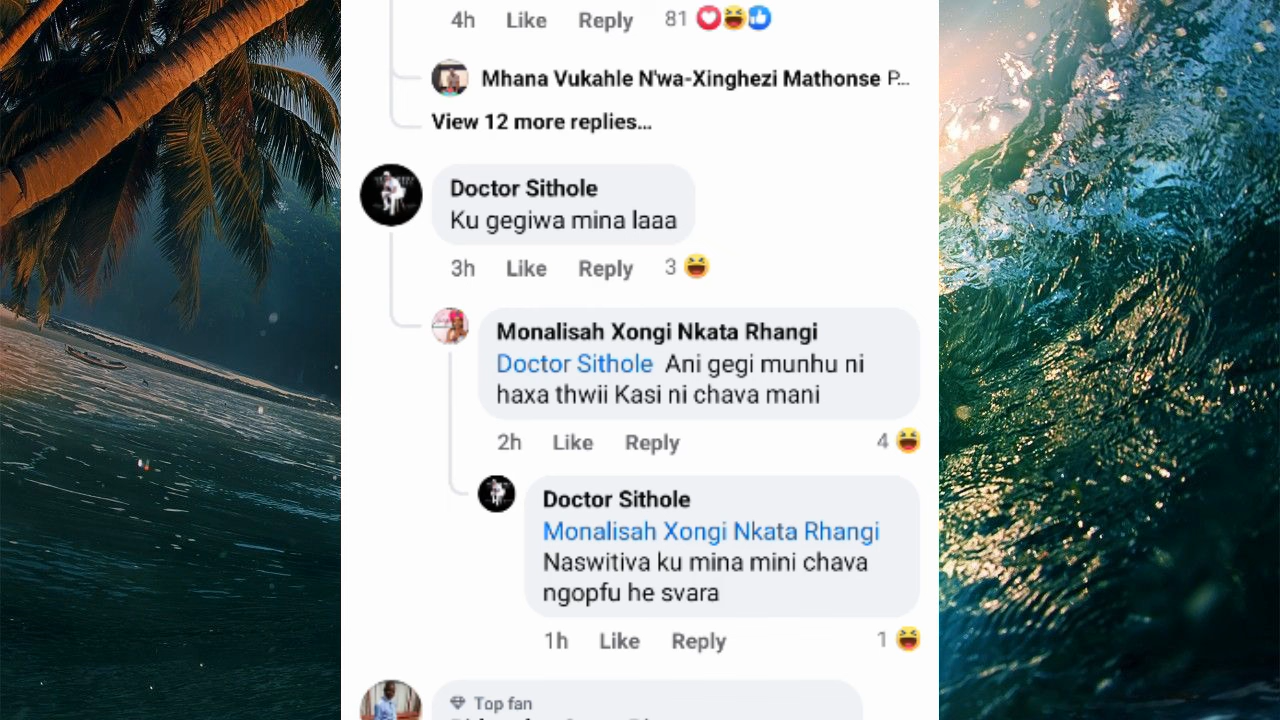 4h Like Reply 81
Mhana Vukahle N'wa-Xinghezi Mathonse P...
View 12 more replies...
Doctor Sithole
Ku gegiwa mina laaa
3h Like Reply 3
Monalisah Xongi Nkata Rhangi
Doctor Sithole Ani gegi munhu ni
haxa thwii Kasi ni chava mani
2h Like Reply 4
Doctor Sithole
Monalisah Xongi Nkata Rhangi
Naswitiva ku mina mini chava
ngopfu he svara
1h Like Reply 1
Top fan